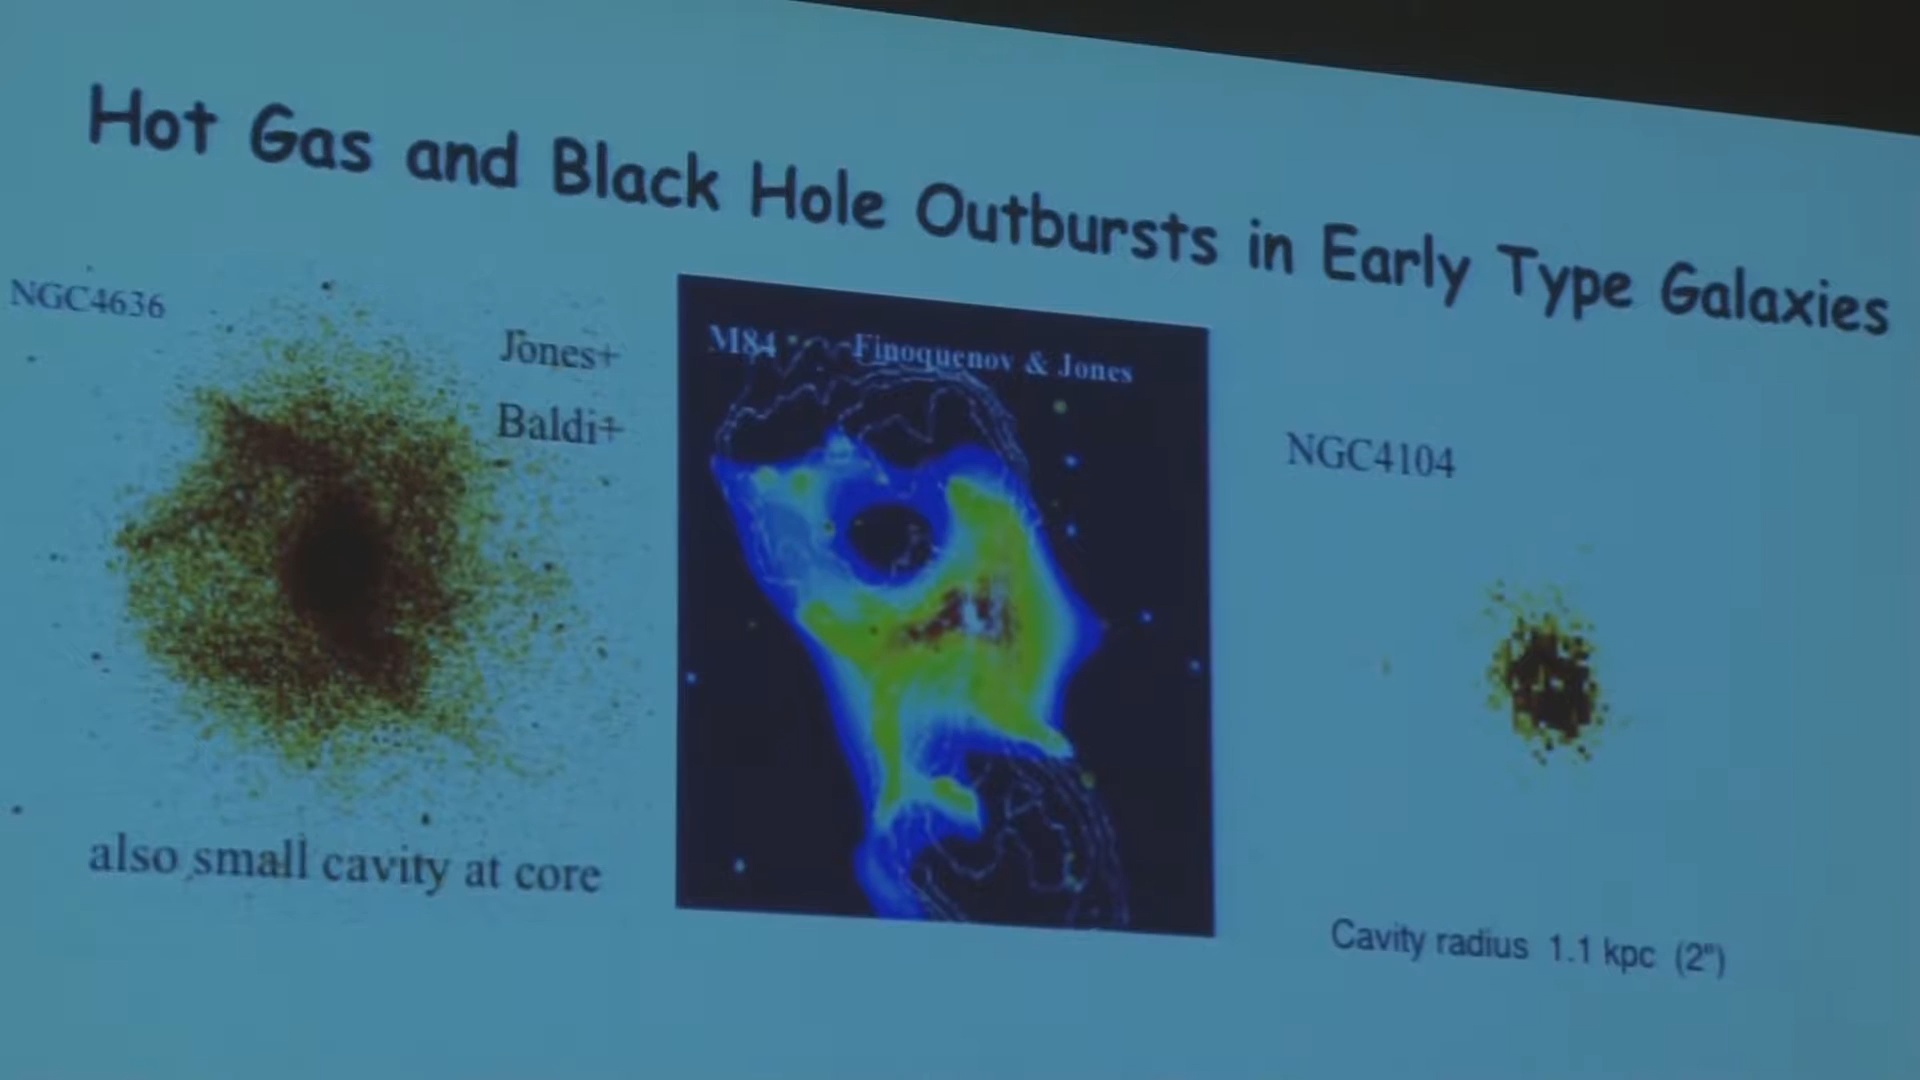 Hot Gas and Black Hole Outbursts in Early Type Galaxies
NGC4636
Jones+
Baldi+
also small cavity at core
M84 Finoquenov & Jones
NGC4104
Cavity radius 1.1 kpc (2")